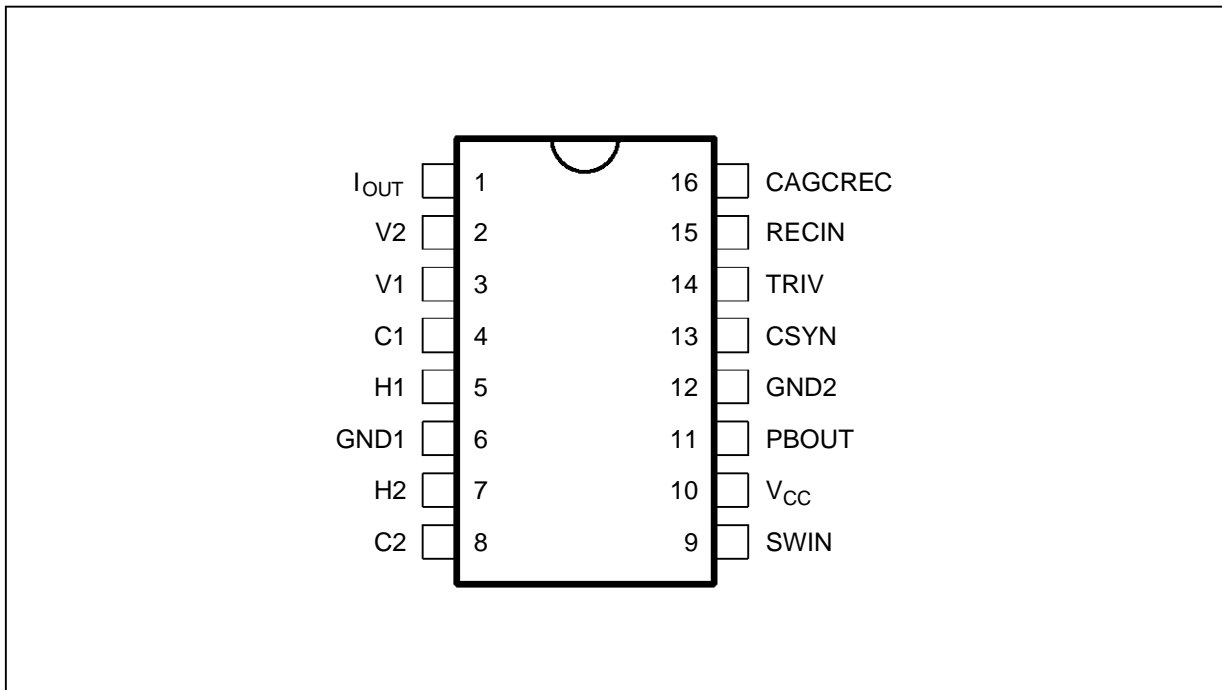 I_OUT 1 16 CAGCREC
V2 2 15 RECIN
V1 3 14 TRIV
C1 4 13 CSYN
H1 5 12 GND2
GND1 6 11 PBOUT
H2 7 10 V_CC
C2 8 9 SWIN